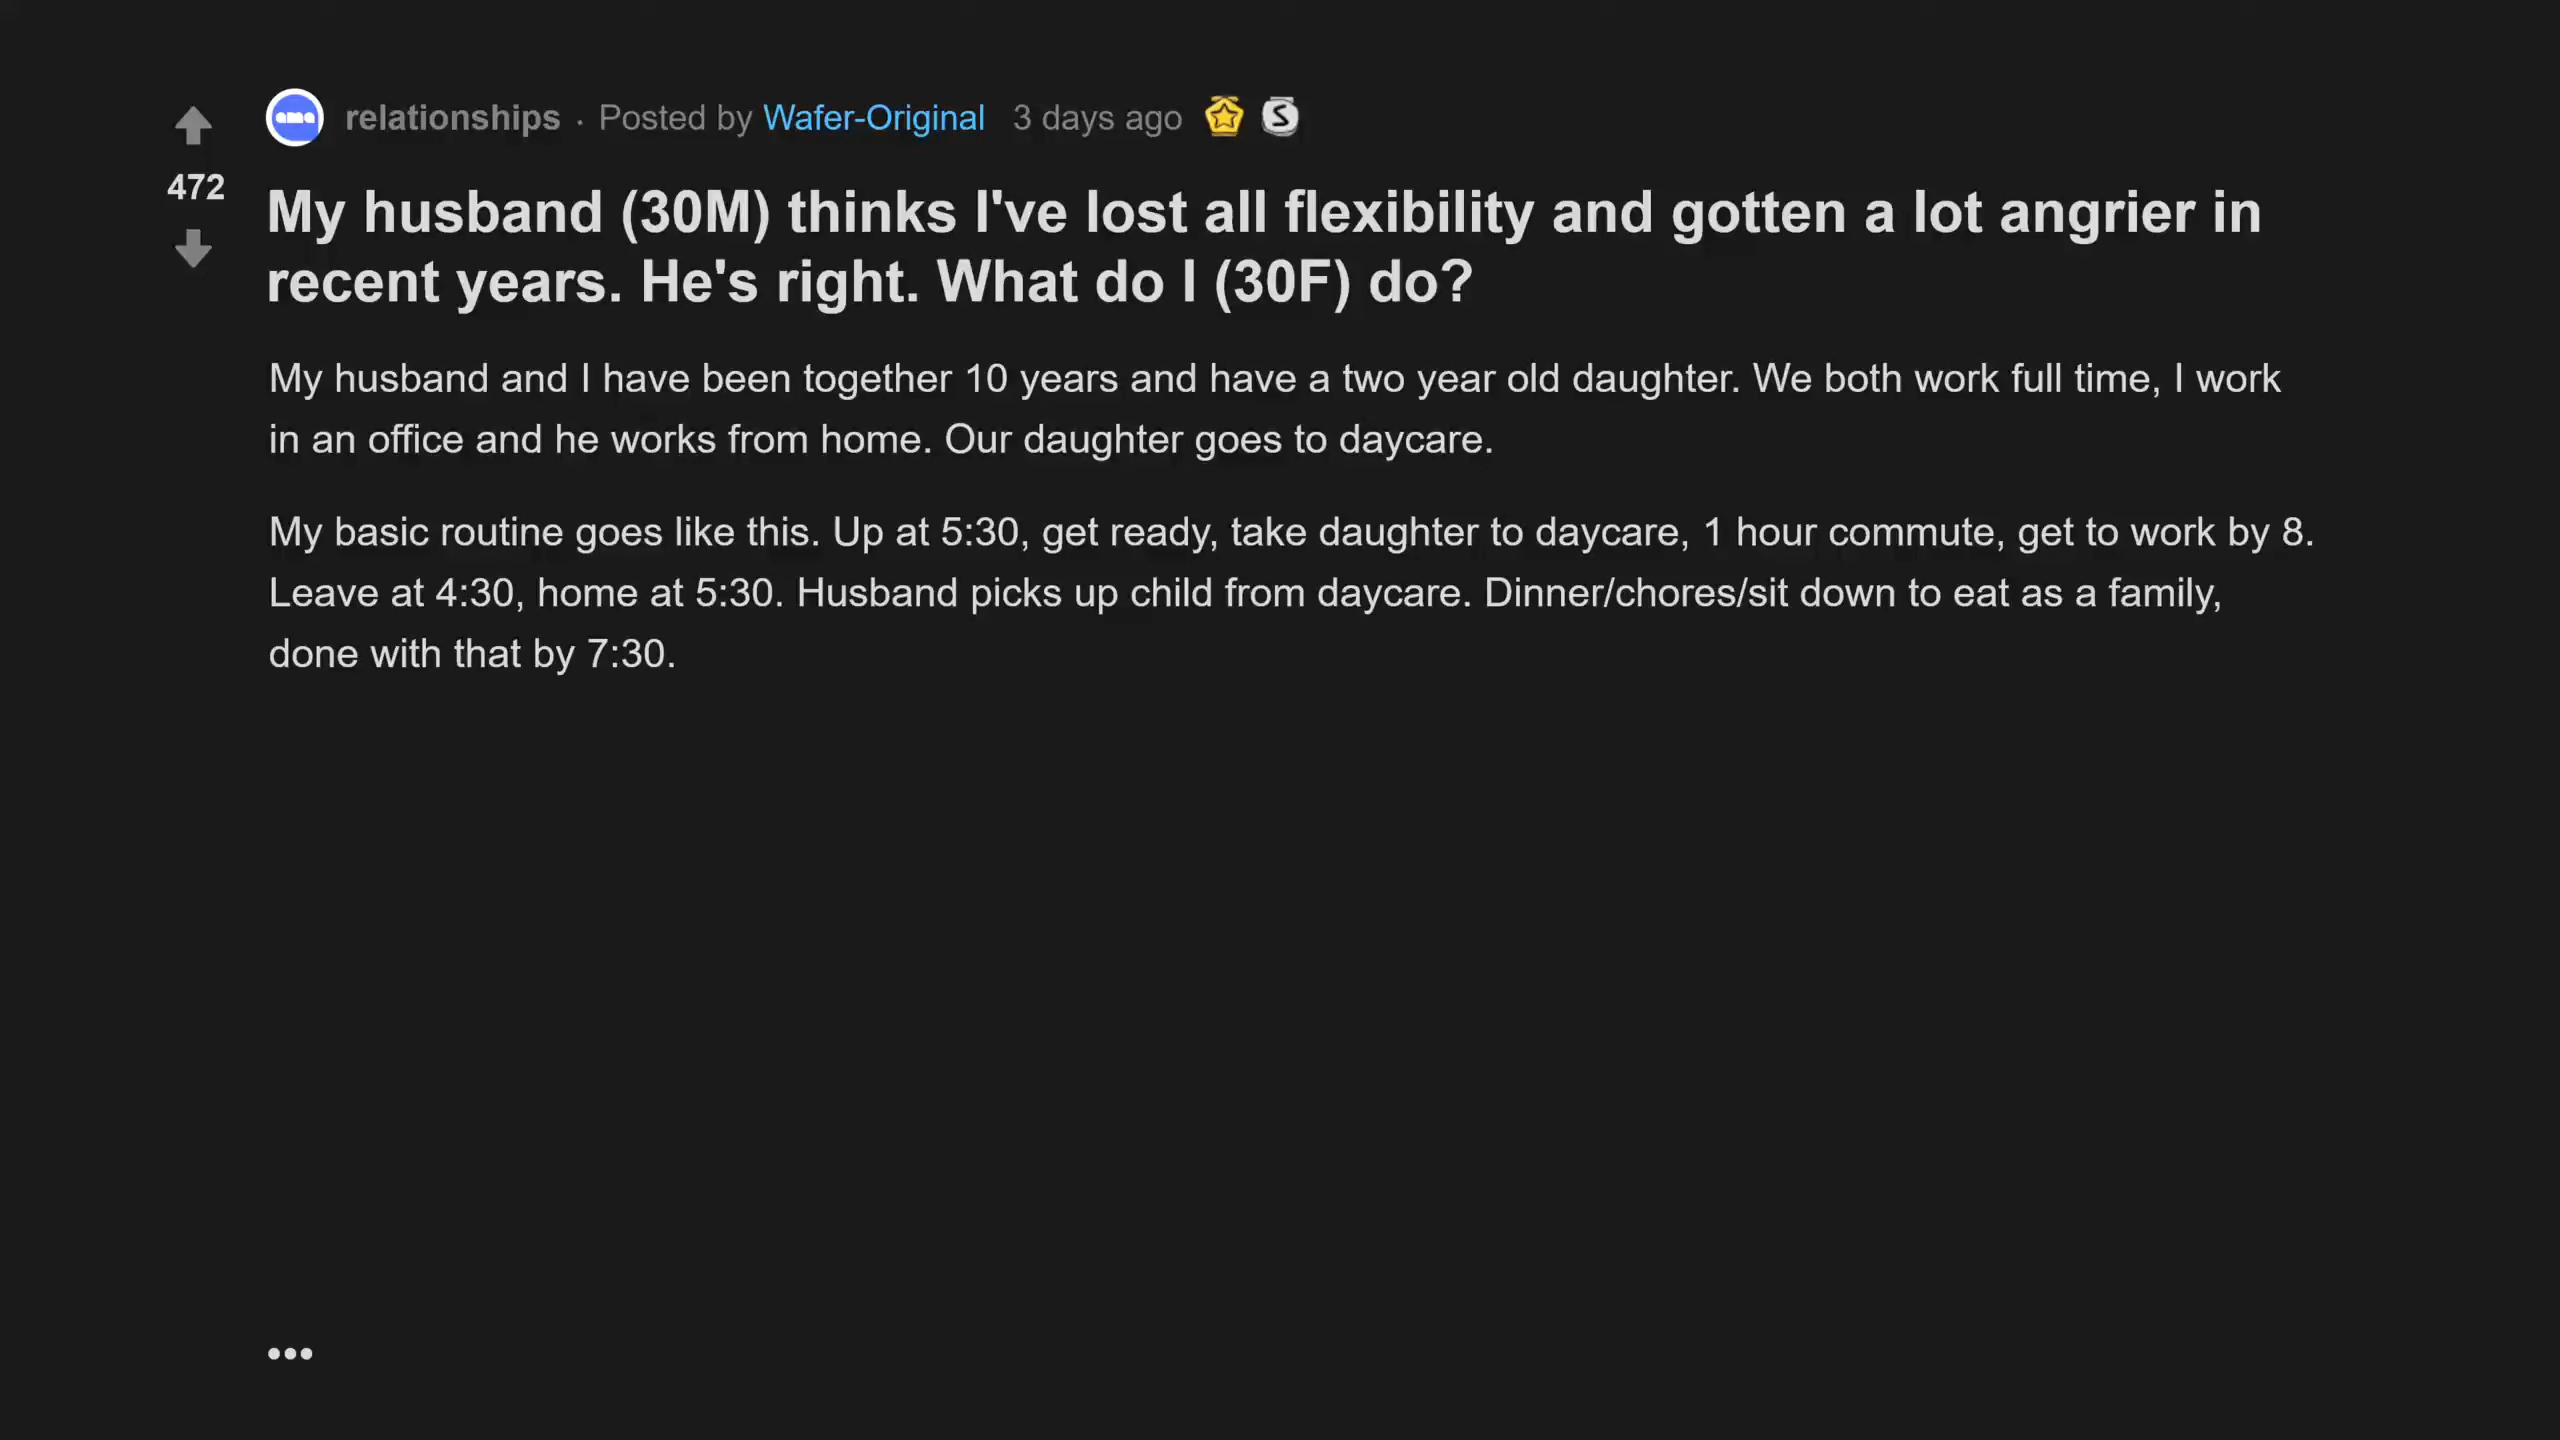 ama relationships · Posted by Wafer-Original 3 days ago S
472
My husband (30M) thinks I've lost all flexibility and gotten a lot angrier in
recent years. He's right. What do I (30F) do?
My husband and I have been together 10 years and have a two year old daughter. We both work full time, I work
in an office and he works from home. Our daughter goes to daycare.
My basic routine goes like this. Up at 5:30, get ready, take daughter to daycare, 1 hour commute, get to work by 8.
Leave at 4:30, home at 5:30. Husband picks up child from daycare. Dinner/chores/sit down to eat as a family,
done with that by 7:30.
•••